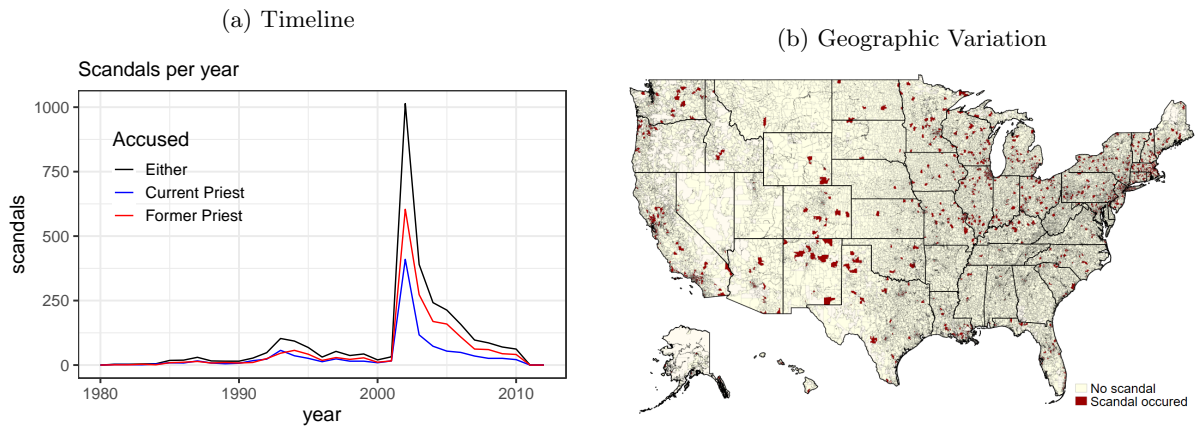 (a) Timeline
Scandals per year
1000
750
500
250
0
scandals
Accused
Either
Current Priest
Former Priest
1980
1990
2000
2010
year
(b) Geographic Variation
No scandal
Scandal occured